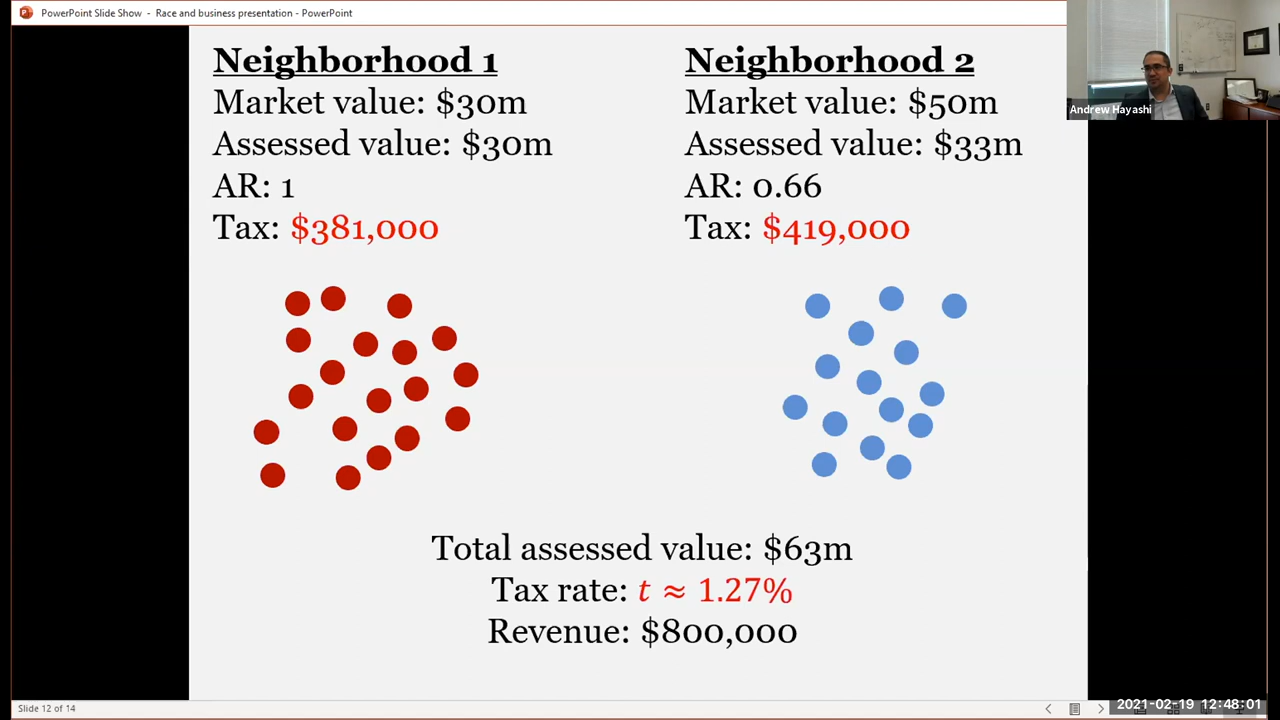 PowerPoint Slide Show - Race and business presentation - PowerPoint
Neighborhood 1
Market value: $30m
Assessed value: $30m
AR: 1
Tax: $381,000
Neighborhood 2
Market value: $50m
Assessed value: $33m
AR: 0.66
Tax: $419,000
Andrew Hayashi
Total assessed value: $63m
Tax rate: t ≈ 1.27%
Revenue: $800,000
Slide 12 of 14
2021-02-19 12:48:01